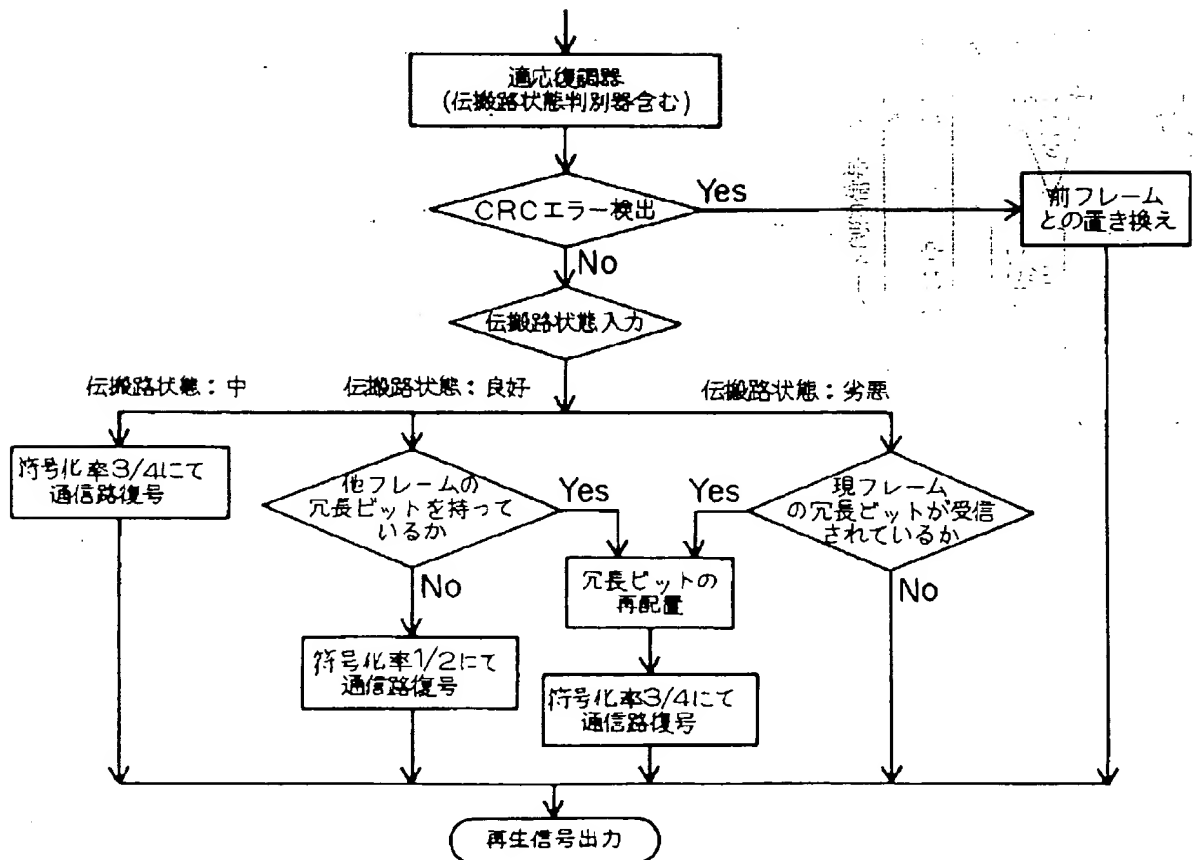 適応復調器
(伝搬路状態判別器含む)
CRCエラー検出
Yes
前フレーム
との置き換え
No
伝搬路状態入力
伝搬路状態：中
伝搬路状態：良好
伝搬路状態：劣悪
符号化率3/4にて
通信路復号
他フレームの
冗長ビットを持って
いるか
Yes
Yes
現フレーム
の冗長ビットが受信
されているか
No
冗長ビットの
再配置
No
符号化率1/2にて
通信路復号
符号化率3/4にて
通信路復号
再生信号出力